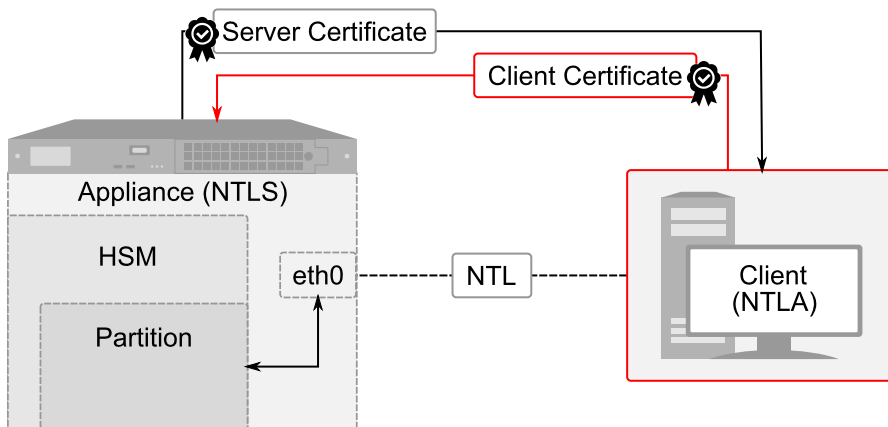 Server Certificate
Client Certificate
Appliance (NTLS)
HSM
eth0
NTL
Client
(NTLA)
Partition